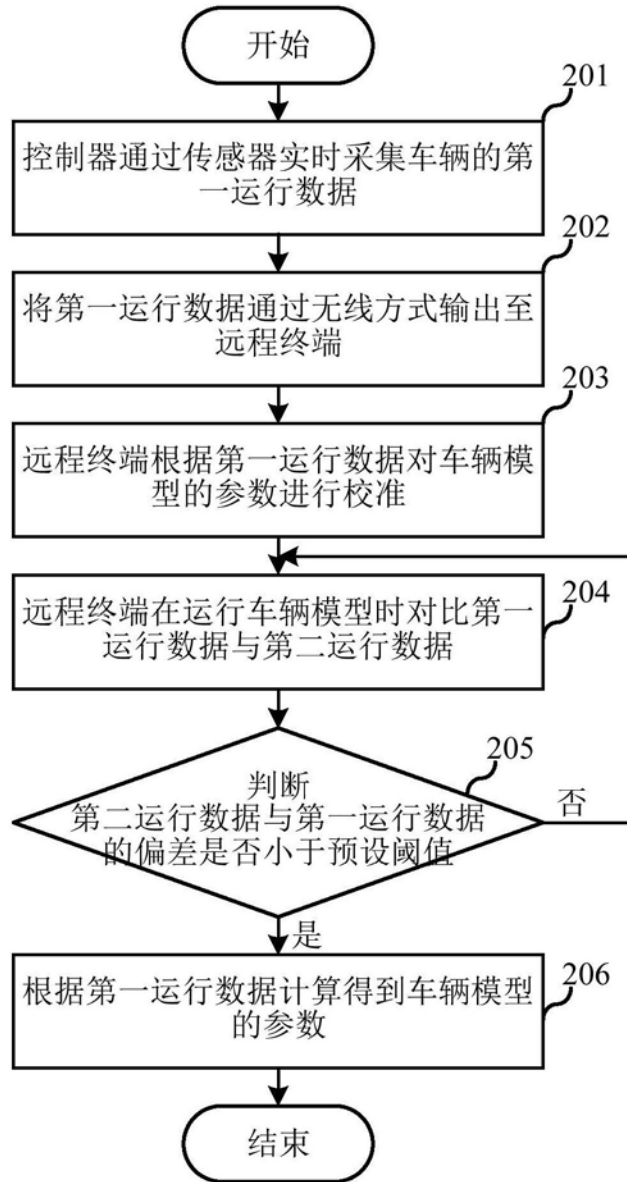 开始
201
控制器通过传感器实时采集车辆的第
一运行数据
202
将第一运行数据通过无线方式输出至
远程终端
203
远程终端根据第一运行数据对车辆模
型的参数进行校准
204
远程终端在运行车辆模型时对比第一
运行数据与第二运行数据
205
判断
第二运行数据与第一运行数据
的偏差是否小于预设阈值
否
是
206
根据第一运行数据计算得到车辆模型
的参数
结束